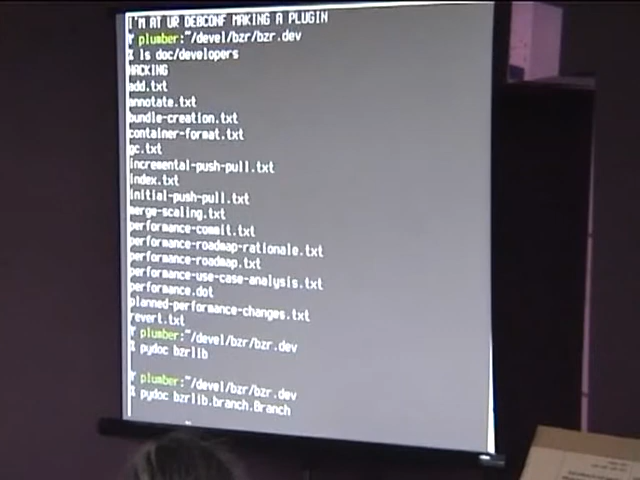 I'M AT UR DEBCONF MAKING A PLUGIN
plumber:~/devel/bzr/bzr.dev
% ls doc/developers
HACKING
add.txt
annotate.txt
bundle-creation.txt
container-format.txt
gc.txt
incremental-push-pull.txt
index.txt
initial-push-pull.txt
merge-scaling.txt
performance-commit.txt
performance-roadmap-rationale.txt
performance-roadmap.txt
performance-use-case-analysis.txt
performance.dot
planned-performance-changes.txt
revert.txt
plumber:~/devel/bzr/bzr.dev
% pydoc bzrlib
plumber:~/devel/bzr/bzr.dev
% pydoc bzrlib.branch.Branch